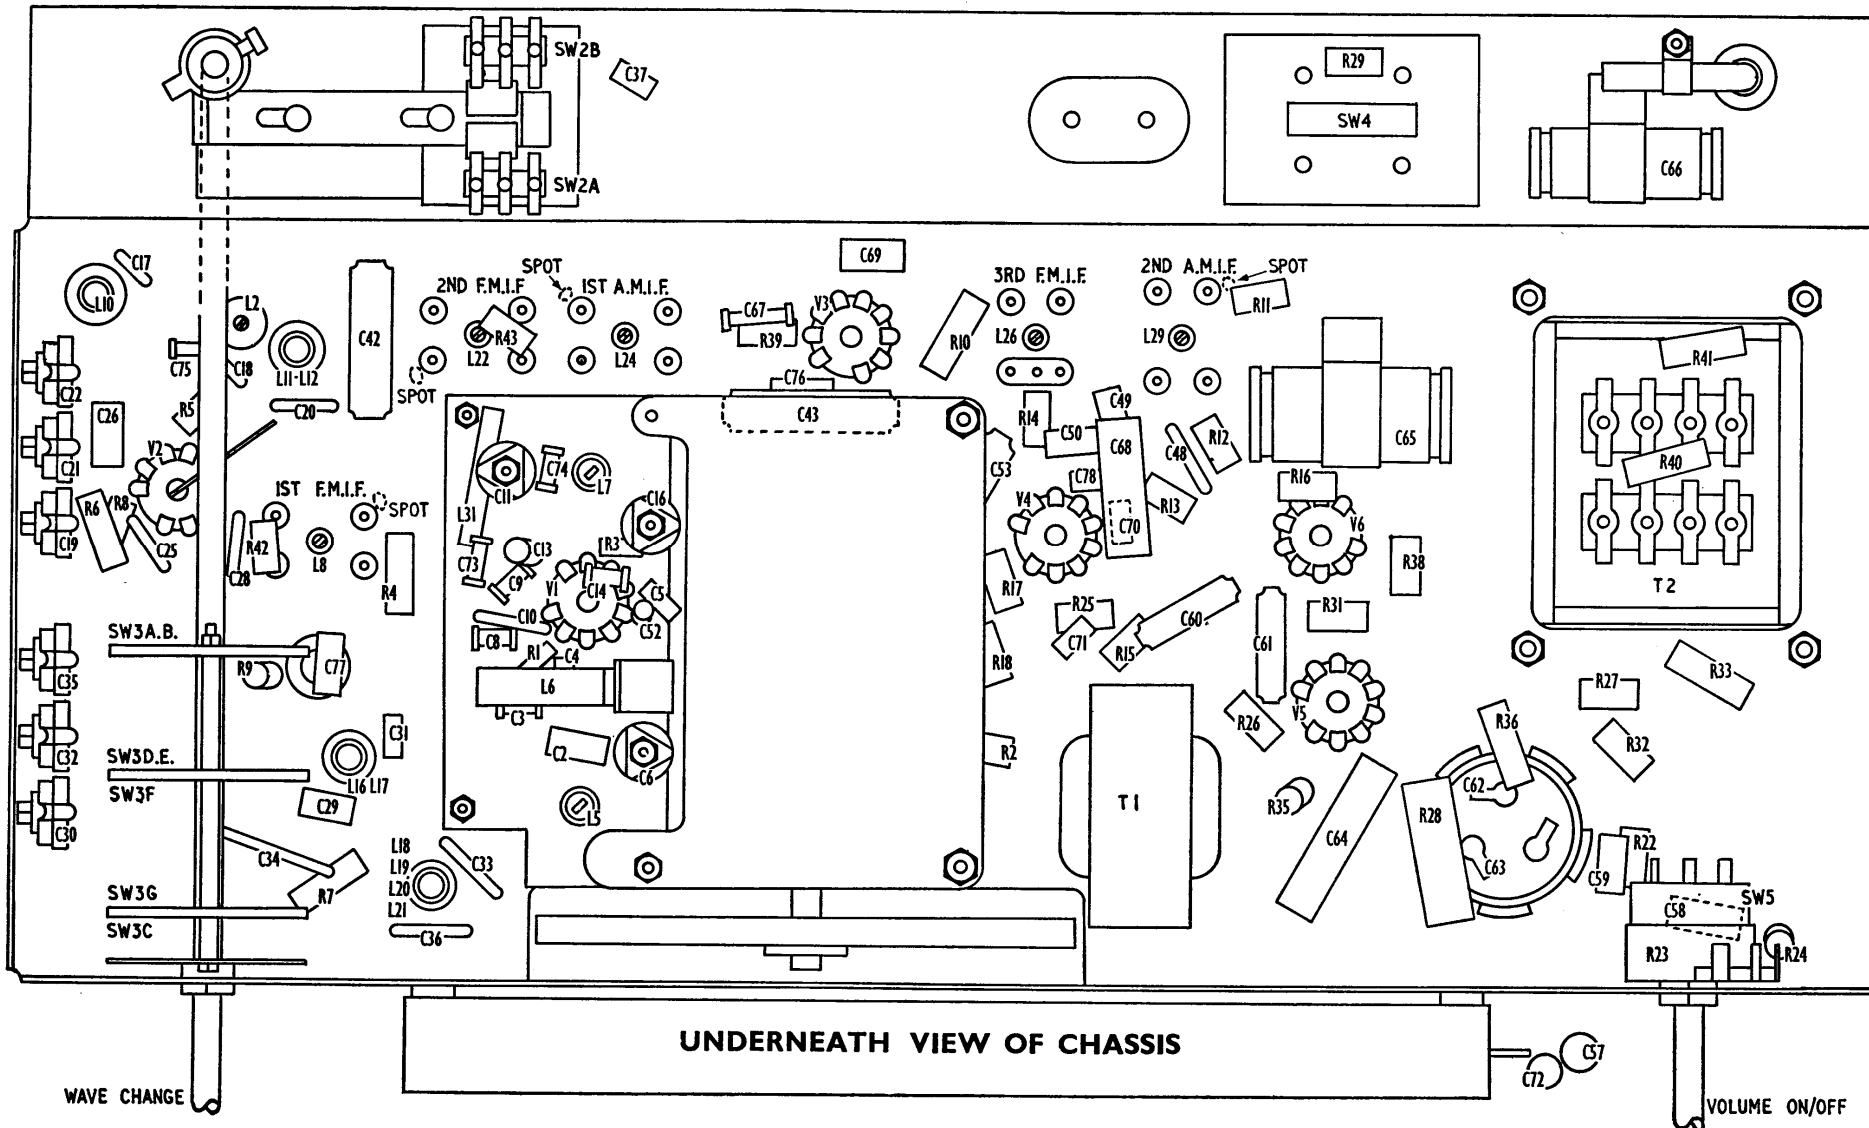 SW2B
C37
R29
SW4
C66
SW2A
C17
L10
L2
C42
SPOT
2ND F.M.I.F
1ST A.M.I.F.
C69
3RD F.M.I.F.
2ND A.M.I.F.
SPOT
R11
V3
C67
R39
R43
L22
L24
R10
L26
L29
R41
C75
C18
L11-L12
C22
SPOT
C76
C43
C20
R5
C26
C21
V2
R14
C49
C50
C68
C48
R12
C65
C53
C78
R13
R16
R40
C11
C74
L7
C16
L31
1ST F.M.I.F.
SPOT
R6
R8
C19
C25
C28
R42
L8
R4
C73
C13
R3
C9
V1
C14
C5
C10
C52
C8
R1
C4
L6
C3
V4
C70
V6
R38
T2
R17
R25
C71
R15
C60
C61
R31
R18
R33
SW3A.B.
R9
C77
C35
R27
R26
V5
R36
R32
C31
C2
C6
R2
C32
SW3D.E.
SW3F
L16 L17
C29
L5
C30
T1
R35
C62
R28
C64
C63
C34
R7
L18
L19
L20
L21
C33
C36
C59
R22
SW5
C58
SW3G
SW3C
R23
R24
UNDERNEATH VIEW OF CHASSIS
C57
C72
WAVE CHANGE
VOLUME ON/OFF